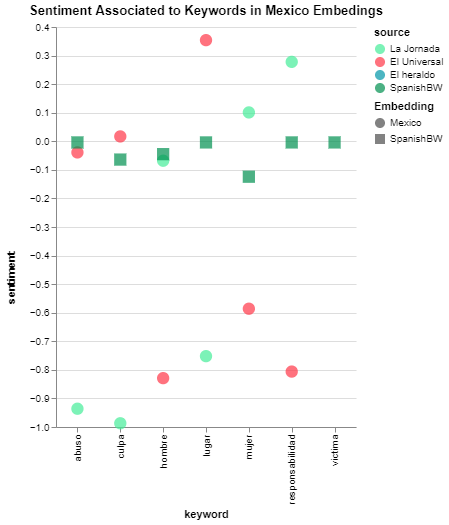 Sentiment Associated to Keywords in Mexico Embedings
source
La Jornada
El Universal
El heraldo
SpanishBW
Embedding
Mexico
SpanishBW
0.4
0.3
0.2
0.1
0.0
−0.1
−0.2
−0.3
−0.4
−0.5
−0.6
−0.7
−0.8
−0.9
−1.0
sentiment
abuso
culpa
hombre
lugar
mujer
responsabilidad
victima
keyword